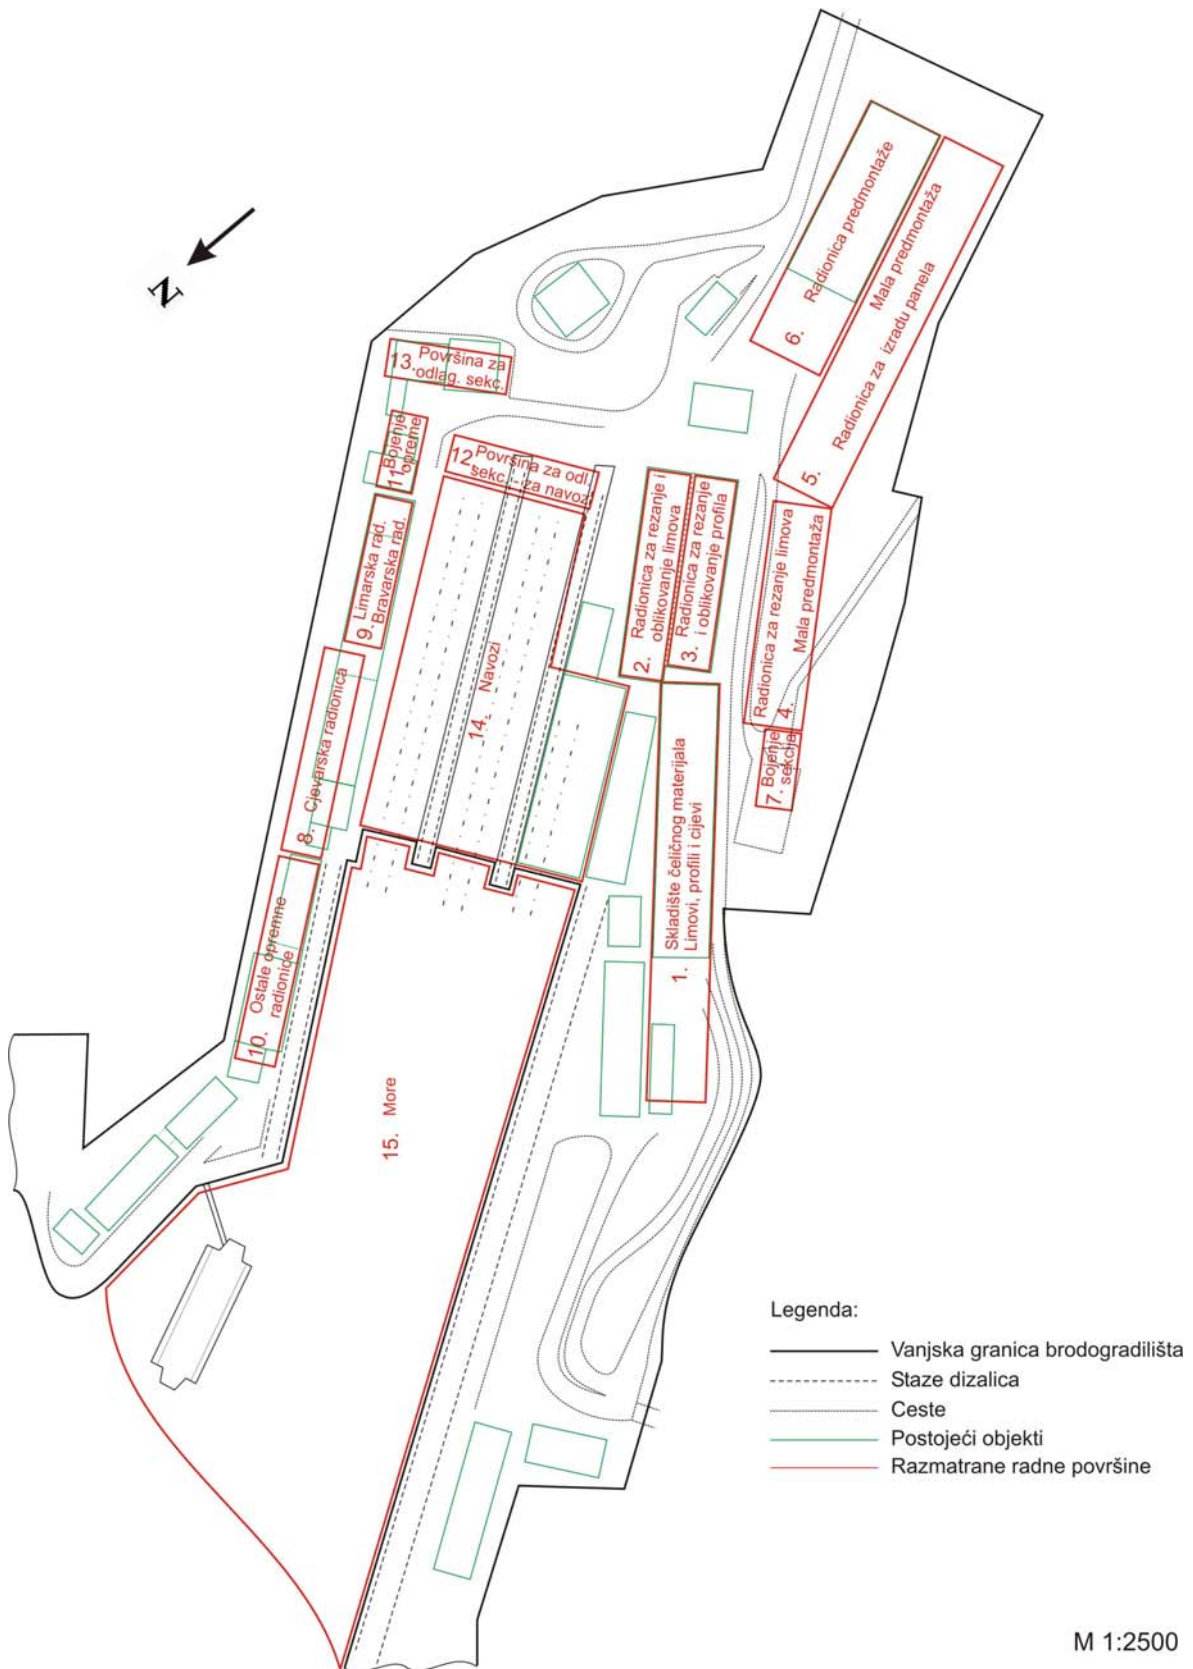 N
6. Radionica predmontaže
Mala predmontaža
5. Radionica za izradu panela
13. Površina za
odlag. sekc.
11. Bojenje
opreme
12. Površina za odl.
sekc. - za navoz
9. Limarska rad.
Bravarska rad.
2. Radionica za rezanje i
oblikovanje limova
3. Radionica za rezanje
i oblikovanje profila
4. Radionica za rezanje limova
Mala predmontaža
7. Bojenje
sekcija
8. Cjevarska radionica
14. Navozi
1. Skladište čeličnog materijala
Limovi, profili i cijevi
10. Ostale opremne
radionice
15. More
Legenda:
Vanjska granica brodogradilišta
Staze dizalica
Ceste
Postojeći objekti
Razmatrane radne površine
M 1:2500